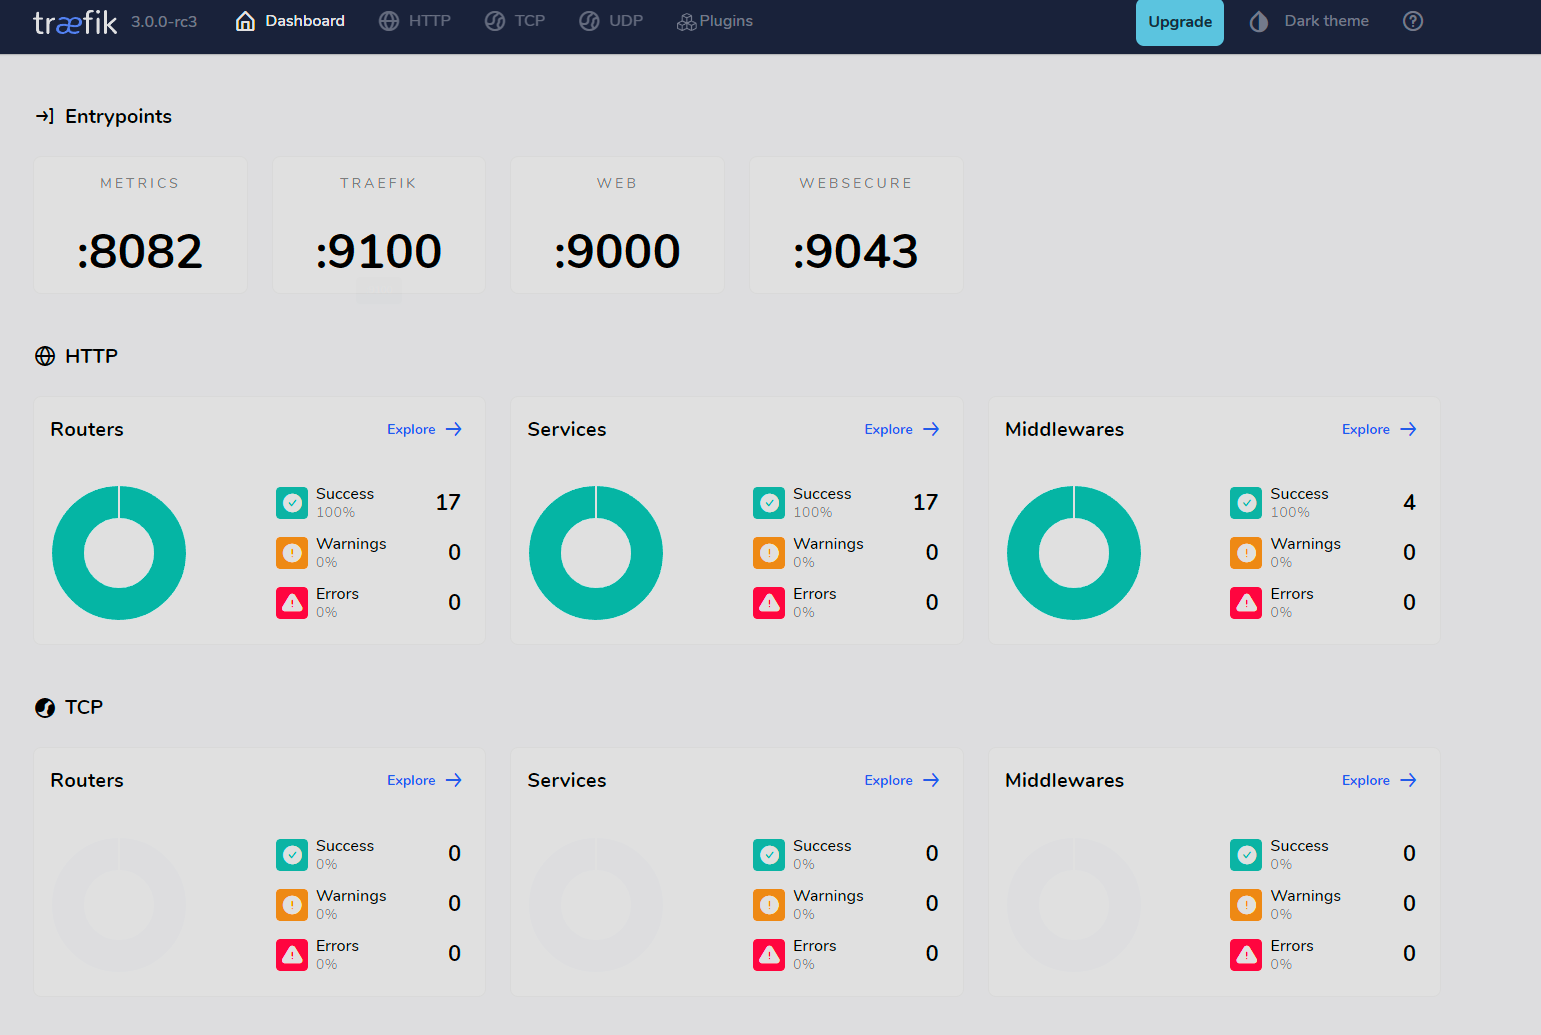 træfik 3.0.0-rc3 Dashboard HTTP TCP UDP Plugins Upgrade Dark theme
Entrypoints
METRICS TRAEFIK WEB WEBSECURE
:8082 :9100 :9000 :9043
HTTP
Routers Explore
Success 17
100%
Warnings 0
0%
Errors 0
0%
Services Explore
Success 17
100%
Warnings 0
0%
Errors 0
0%
Middlewares Explore
Success 4
100%
Warnings 0
0%
Errors 0
0%
TCP
Routers Explore
Success 0
0%
Warnings 0
0%
Errors 0
0%
Services Explore
Success 0
0%
Warnings 0
0%
Errors 0
0%
Middlewares Explore
Success 0
0%
Warnings 0
0%
Errors 0
0%